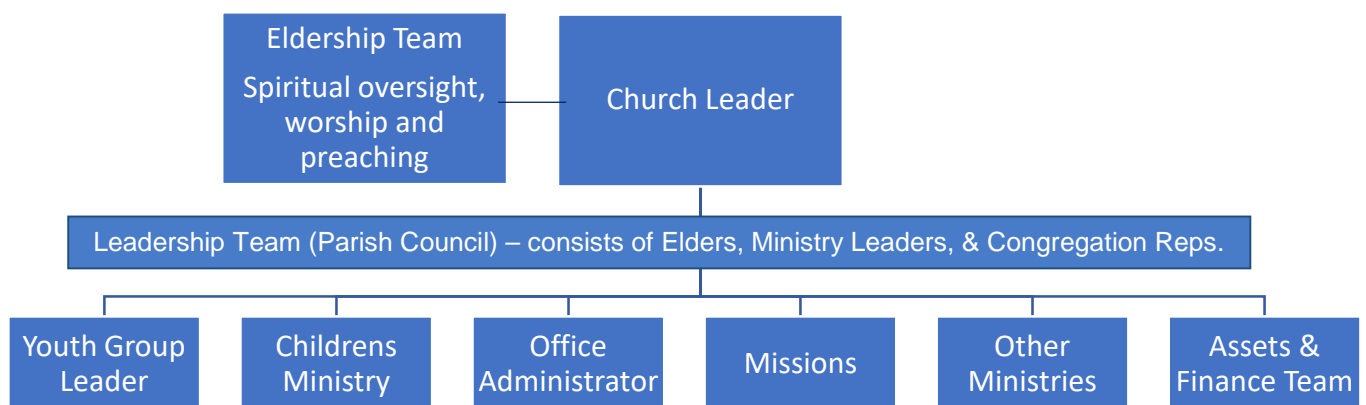 Eldership Team
Spiritual oversight,
worship and
preaching
Church Leader
Leadership Team (Parish Council) – consists of Elders, Ministry Leaders, & Congregation Reps.
Youth Group
Leader
Childrens
Ministry
Office
Administrator
Missions
Other
Ministries
Assets &
Finance Team